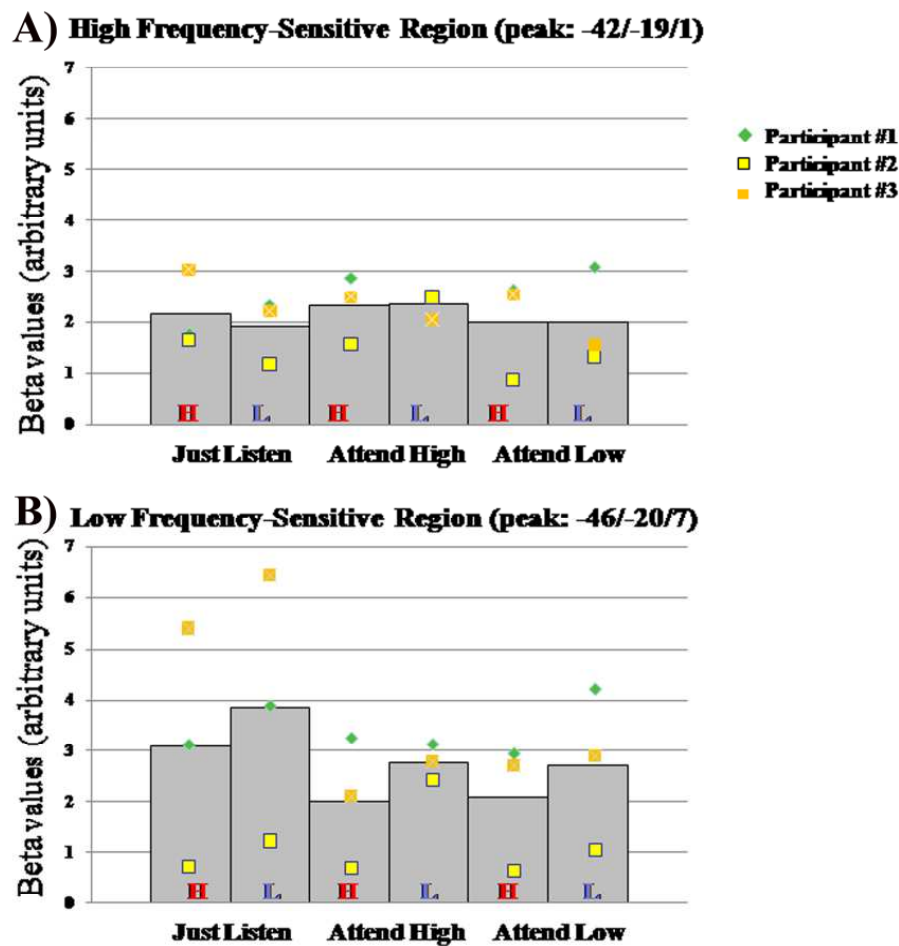 A) High Frequency-Sensitive Region (peak: -42/-19/1)
Beta values (arbitrary units)
7
6
5
4
3
2
1
0
H L H L H L
Just Listen Attend High Attend Low
Participant #1
Participant #2
Participant #3
B) Low Frequency-Sensitive Region (peak: -46/-20/7)
Beta values (arbitrary units)
7
6
5
4
3
2
1
0
H L H L H L
Just Listen Attend High Attend Low